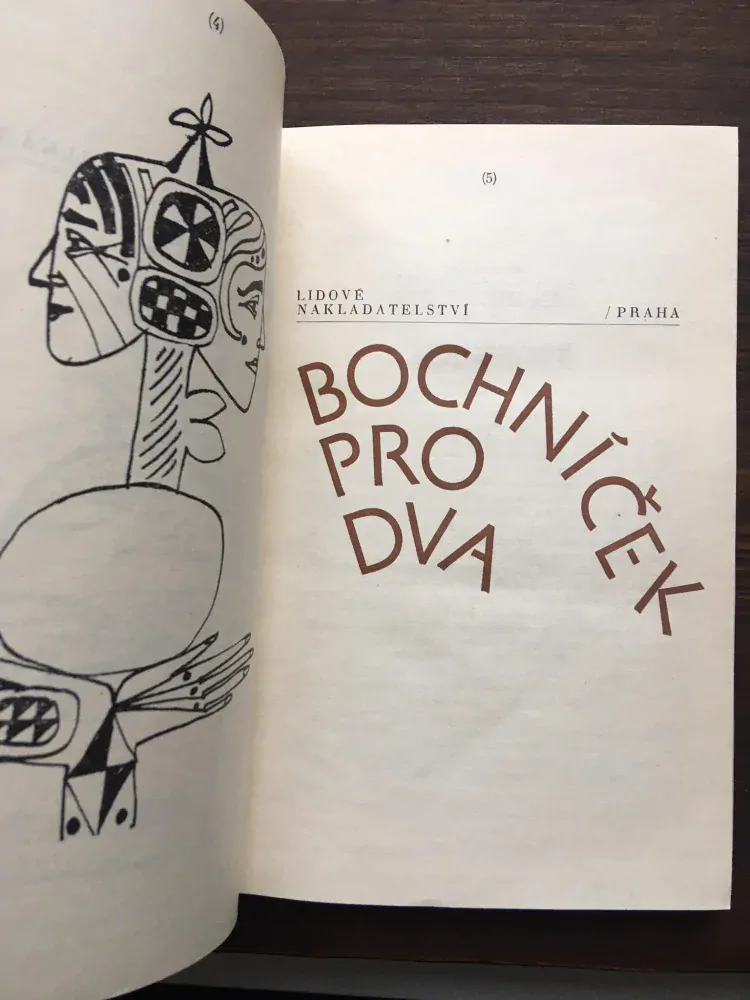 (4)
(5)
LIDOVÉ
NAKLADATELSTVÍ / PRAHA
BOCHNÍČEK
PRO
DVA